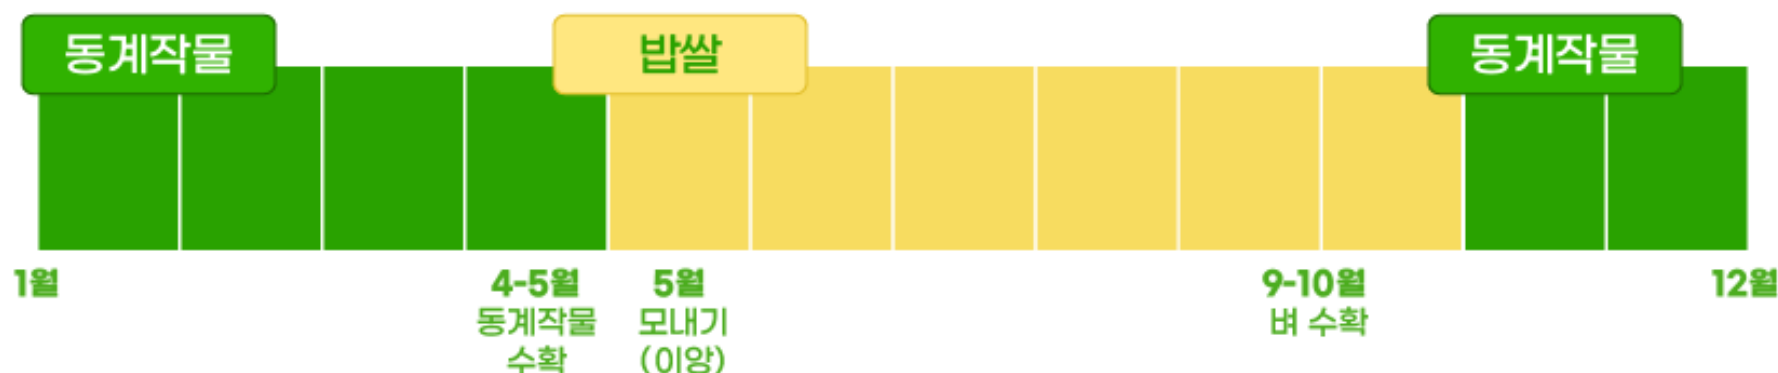 동계작물
밥쌀
동계작물
1월
4-5월
동계작물
수확
5월
모내기
(이앙)
9-10월
벼 수확
12월